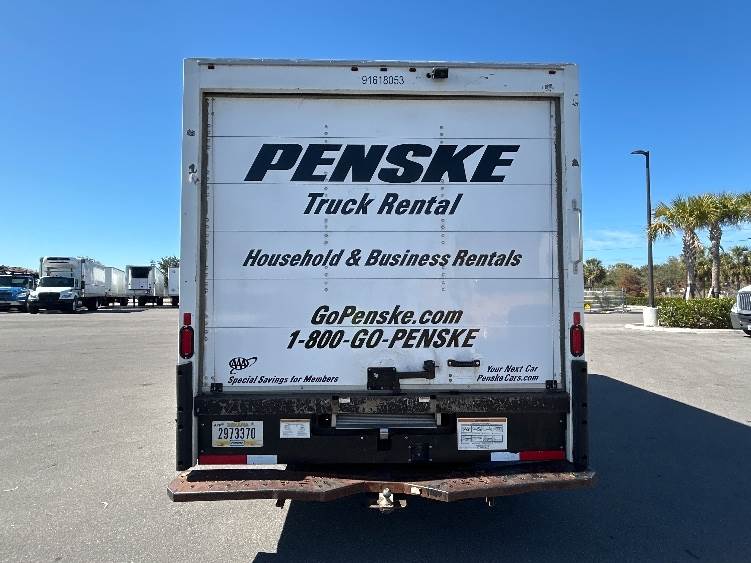 91618053
PENSKE
Truck Rental
Household & Business Rentals
GoPenske.com
1-800-GO-PENSKE
AAA
Special Savings for Members
Your Next Car
PenskeCars.com
INDIANA
2973370